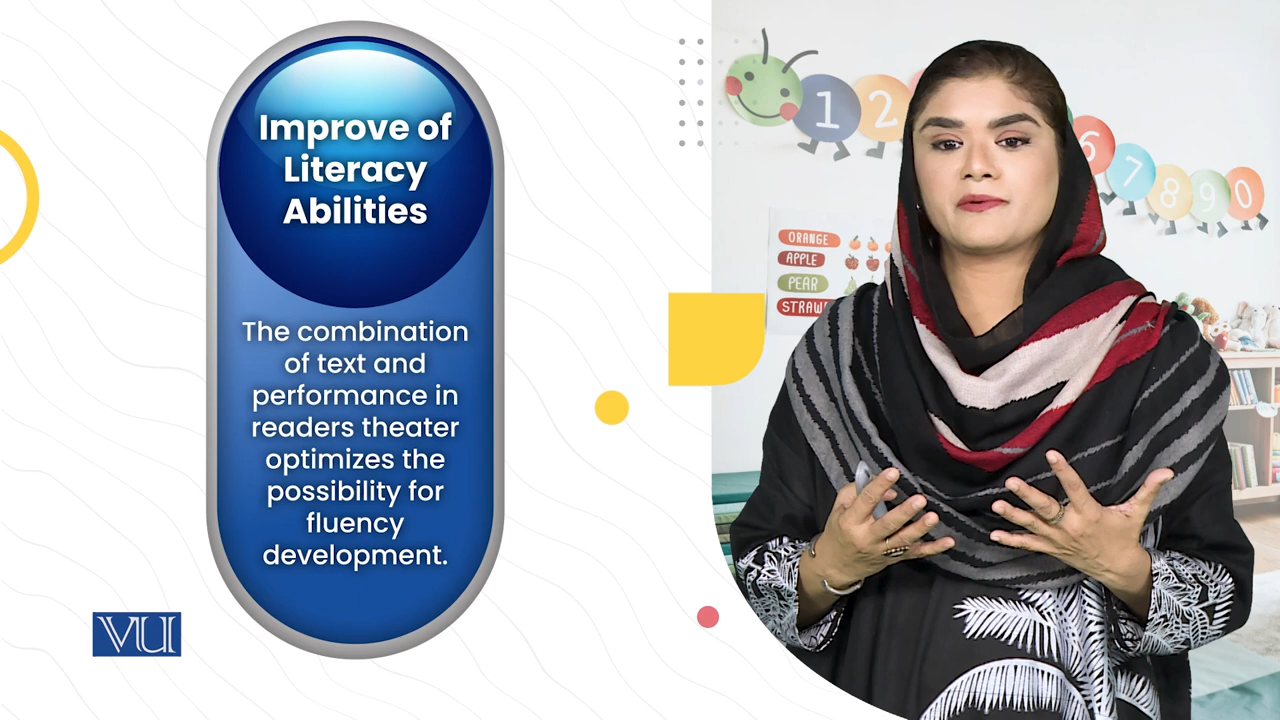 Improve of
Literacy
Abilities
The combination
of text and
performance in
readers theater
optimizes the
possibility for
fluency
development.
VU
1 2
6 7 8 9 0
ORANGE
APPLE
PEAR
STRAW